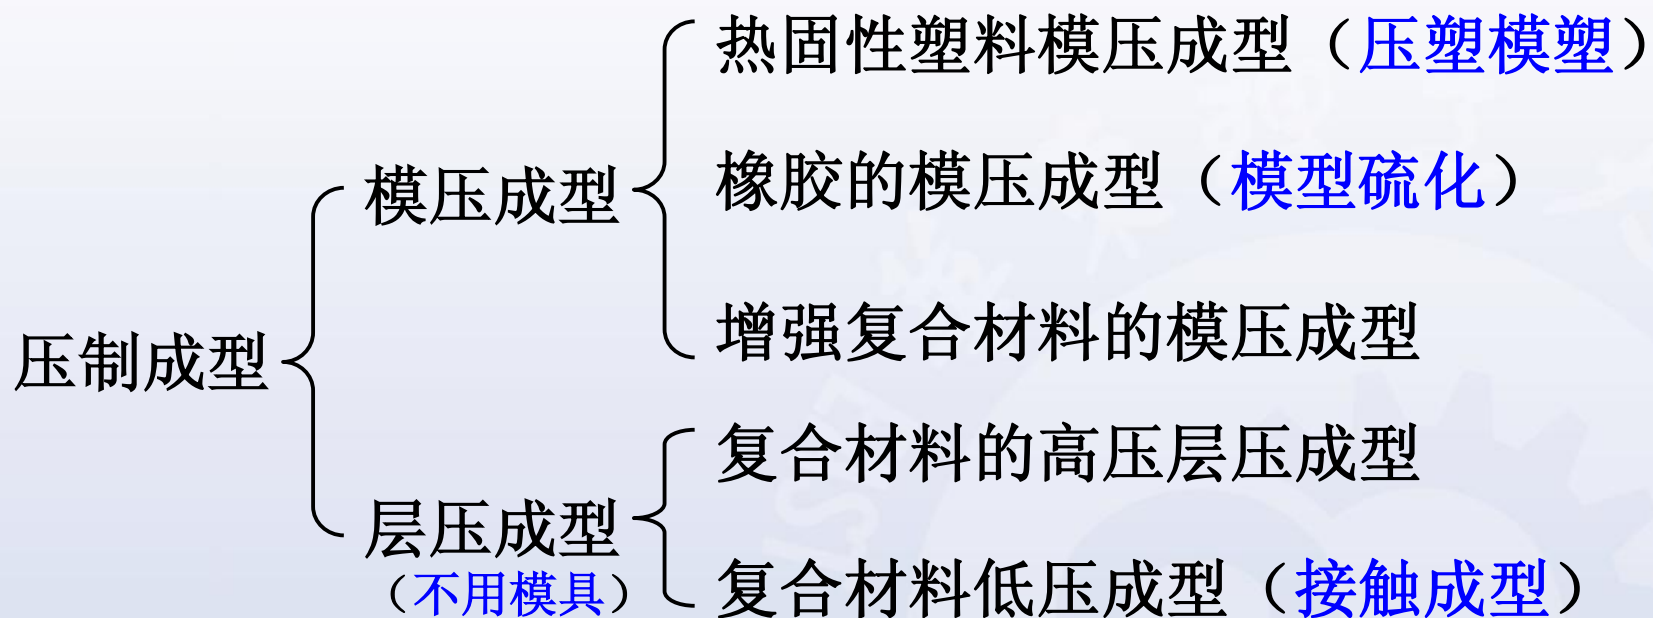 热固性塑料模压成型（压塑模塑）
橡胶的模压成型（模型硫化）
模压成型
增强复合材料的模压成型
压制成型
复合材料的高压层压成型
层压成型
（不用模具）
复合材料低压成型（接触成型）